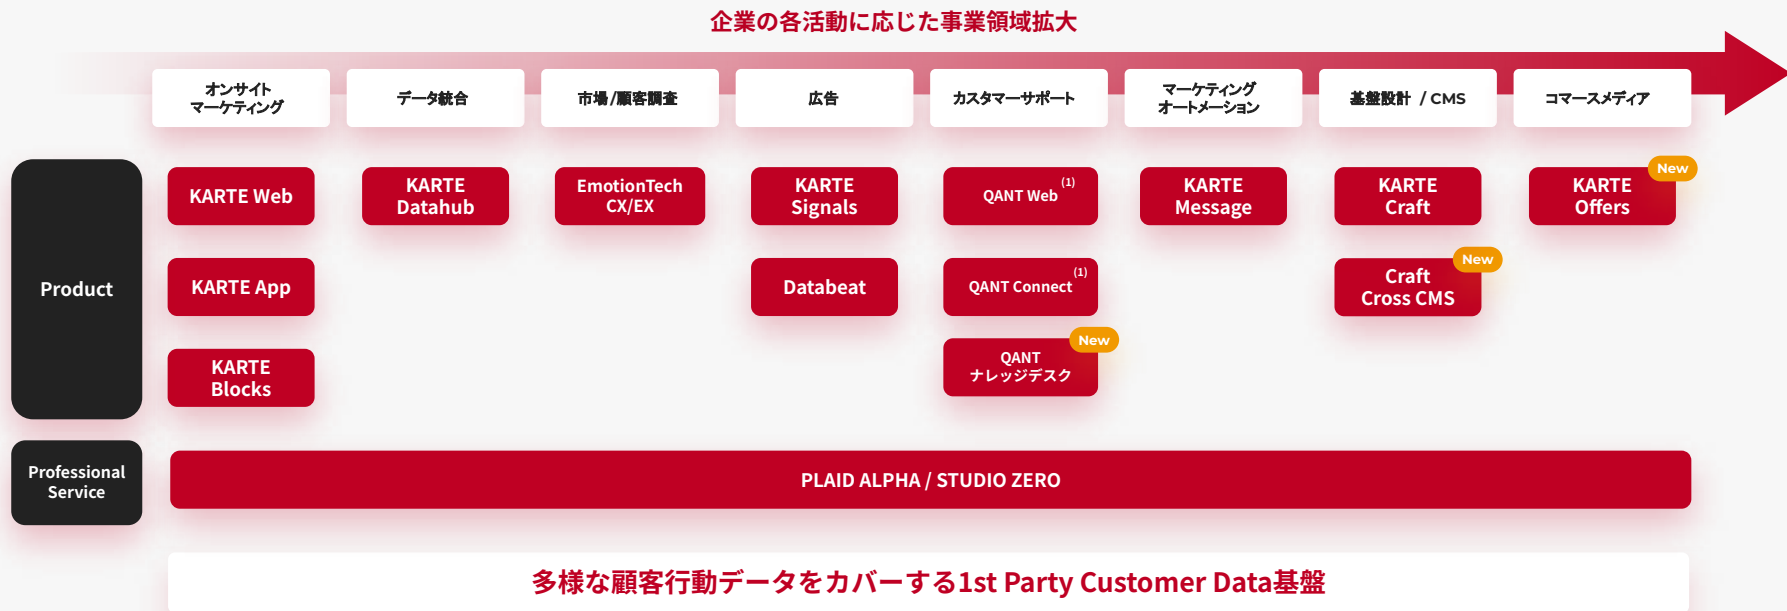 企業の各活動に応じた事業領域拡大
オンサイト
マーケティング
データ統合
市場/顧客調査
広告
カスタマーサポート
マーケティング
オートメーション
基盤設計 / CMS
コマースメディア
Product
KARTE Web
KARTE
Datahub
EmotionTech
CX/EX
KARTE
Signals
QANT Web (1)
KARTE
Message
KARTE
Craft
New
KARTE
Offers
KARTE App
Databeat
QANT Connect (1)
New
Craft
Cross CMS
KARTE
Blocks
New
QANT
ナレッジデスク
Professional
Service
PLAID ALPHA / STUDIO ZERO
多様な顧客行動データをカバーする1st Party Customer Data基盤